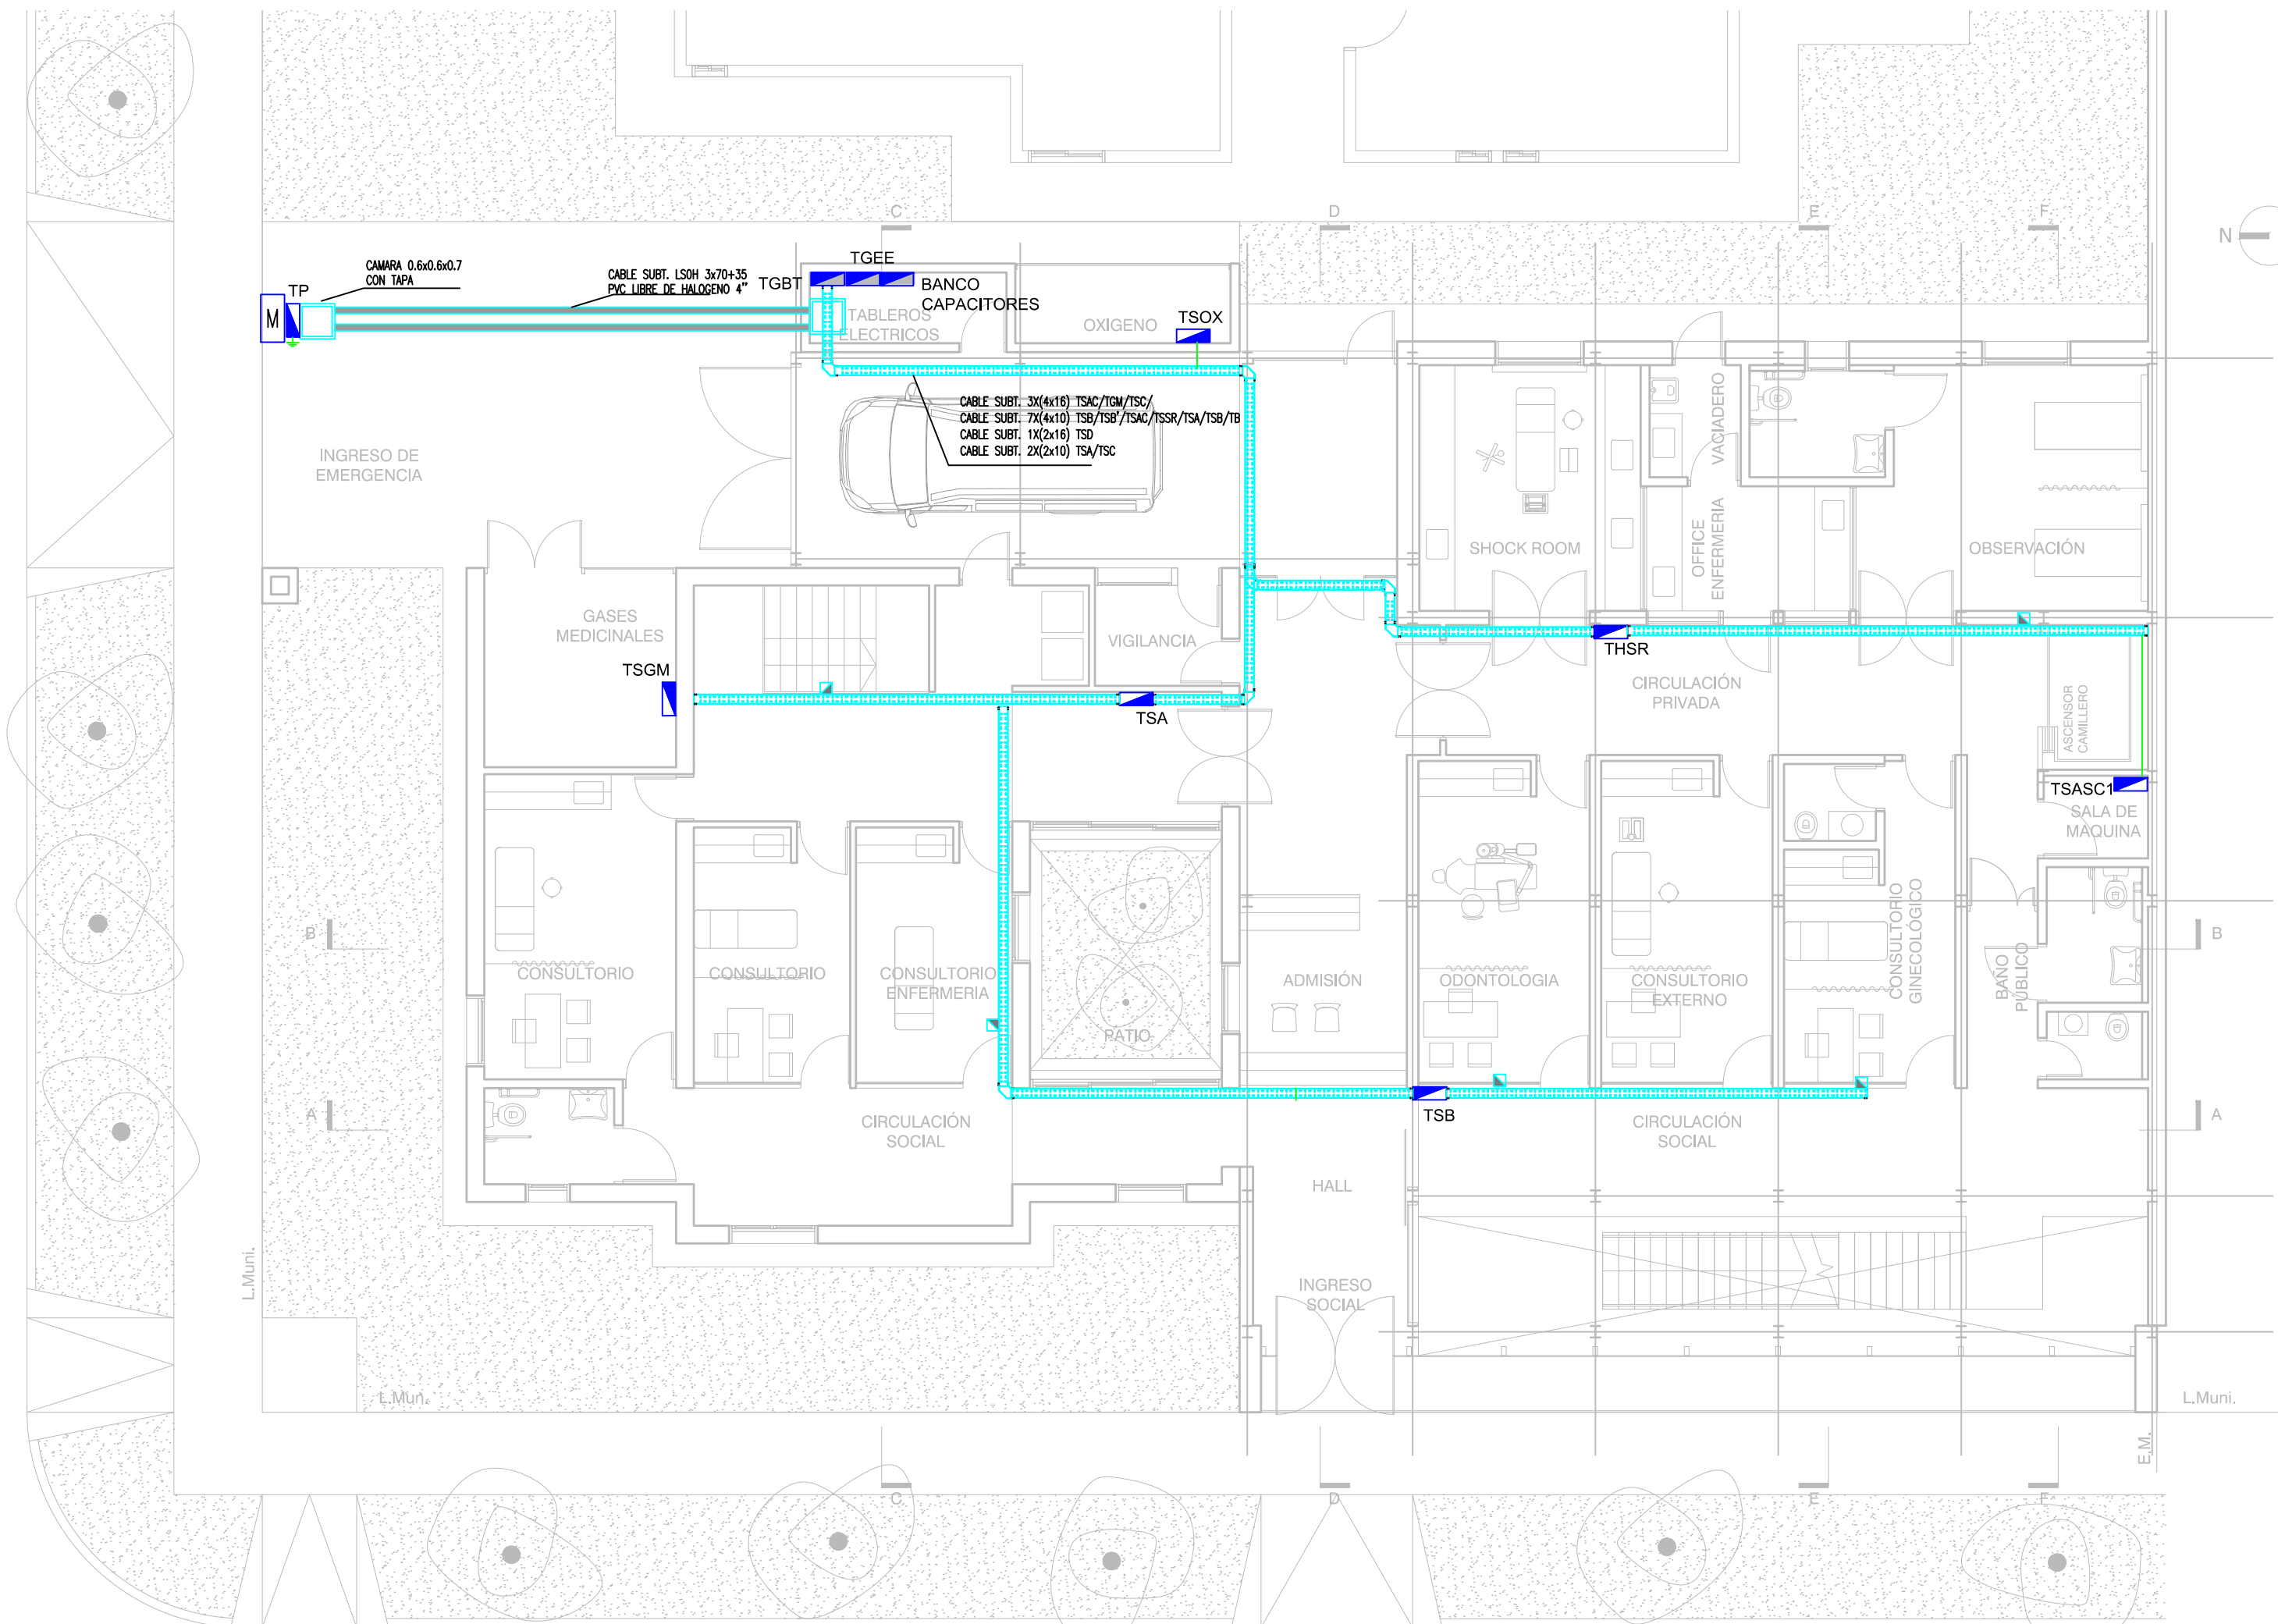 C
D
E
F
N
TGEE
CAMARA 0.6x0.6x0.7
CON TAPA
CABLE SUBT. LSOH 3x70+35
PVC LIBRE DE HALOGENO 4"
TGBT
BANCO
CAPACITORES
TP
M
TABLEROS
ELECTRICOS
OXIGENO
TSOX
CABLE SUBT. 3X(4x16) TSAC/TGM/TSC/
CABLE SUBT. 7X(4x10) TSB/TSB'/TSAC/TSSR/TSA/TSB/TB
CABLE SUBT. 1X(2x16) TSD
CABLE SUBT. 2X(2x10) TSA/TSC
INGRESO DE
EMERGENCIA
VACIADERO
SHOCK ROOM
OFFICE
ENFERMERIA
OBSERVACIÓN
GASES
MEDICINALES
VIGILANCIA
THSR
TSGM
TSA
CIRCULACIÓN
PRIVADA
ASCENSOR
CAMILLERO
TSASC1
SALA DE
MAQUINA
B
CONSULTORIO
CONSULTORIO
CONSULTORIO
ENFERMERIA
PATIO
ADMISIÓN
ODONTOLOGIA
CONSULTORIO
EXTERNO
CONSULTORIO
GINECOLÓGICO
BAÑO
PUBLICO
B
A
CIRCULACIÓN
SOCIAL
TSB
CIRCULACIÓN
SOCIAL
A
HALL
L.Muni.
INGRESO
SOCIAL
L.Mun.
L.Muni.
E.M.
C
D
E
F